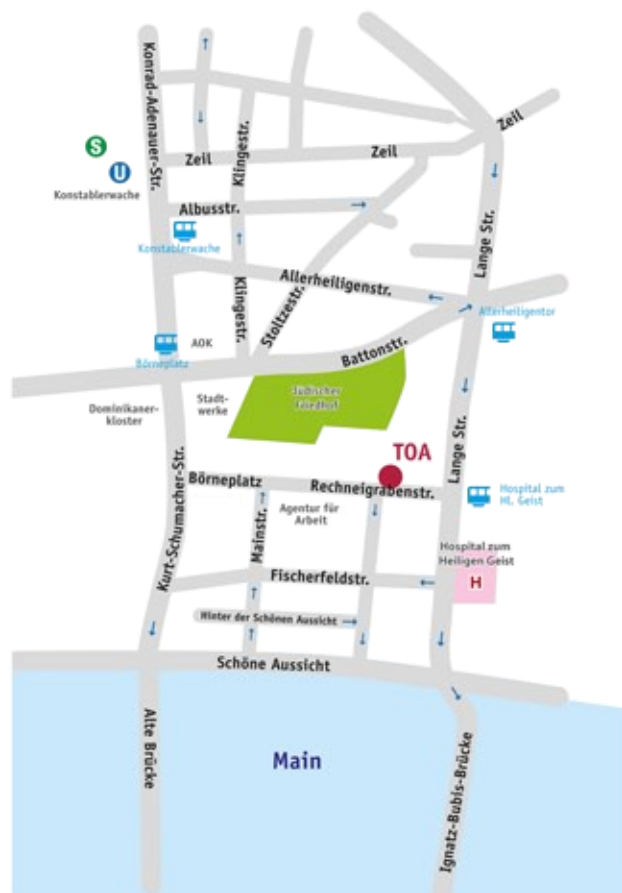 Konrad-Adenauer-Str.
Zeil
Zeil
Zeil
Klingestr.
S
U
Konstablerwache
Albusstr.
Konstablerwache
Lange Str.
Allerheiligenstr.
Allerheiligentor
Klingestr.
Stoltzestr.
Börneplatz
AOK
Battonstr.
Dominikaner-
kloster
Stadt-
werke
Jüdischer
Friedhof
TOA
Lange Str.
Kurt-Schumacher-Str.
Börneplatz
Rechneigrabenstr.
Hospital zum
Hl. Geist
Agentur für
Arbeit
Mainstr.
Hospital zum
Heiligen Geist
H
Fischerfeldstr.
Hinter der Schönen Aussicht
Schöne Aussicht
Alte Brücke
Main
Ignatz-Bubis-Brücke